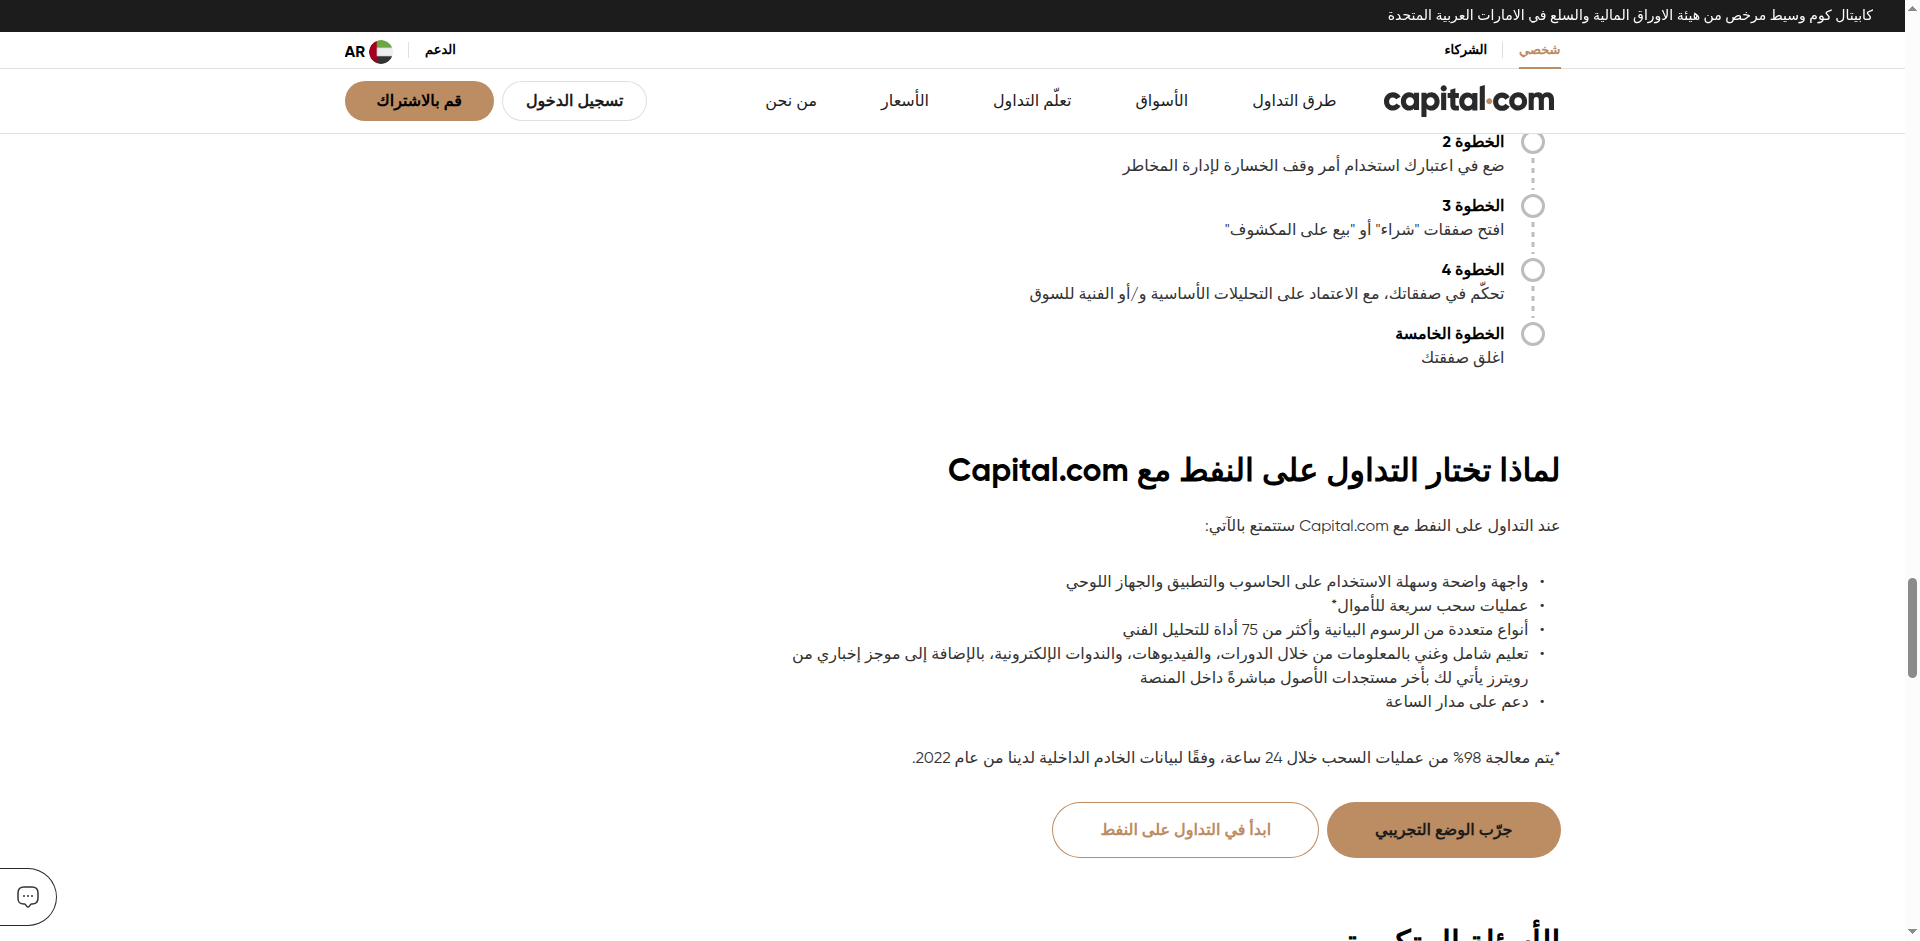 كابيتال كوم وسيط مرخص من هيئة الاوراق المالية والسلع في الامارات العربية المتحدة
شخصي
الشركاء
الدعم
AR
capital.com
طرق التداول
الأسواق
تعلّم التداول
الأسعار
من نحن
تسجيل الدخول
قم بالاشتراك
الخطوة 2
ضع في اعتبارك استخدام أمر وقف الخسارة لإدارة المخاطر
الخطوة 3
افتح صفقات "شراء" أو "بيع على المكشوف"
الخطوة 4
تحكّم في صفقاتك، مع الاعتماد على التحليلات الأساسية و/أو الفنية للسوق
الخطوة الخامسة
اغلق صفقتك
لماذا تختار التداول على النفط مع Capital.com
عند التداول على النفط مع Capital.com ستتمتع بالآتي:
• واجهة واضحة وسهلة الاستخدام على الحاسوب والتطبيق والجهاز اللوحي
• عمليات سحب سريعة للأموال*
• أنواع متعددة من الرسوم البيانية وأكثر من 75 أداة للتحليل الفني
• تعليم شامل وغني بالمعلومات من خلال الدورات، والفيديوهات، والندوات الإلكترونية، بالإضافة إلى موجز إخباري من
رويترز يأتي لك بأخر مستجدات الأصول مباشرةً داخل المنصة
• دعم على مدار الساعة
*يتم معالجة 98% من عمليات السحب خلال 24 ساعة، وفقًا لبيانات الخادم الداخلية لدينا من عام 2022.
جرّب الوضع التجريبي
ابدأ في التداول على النفط